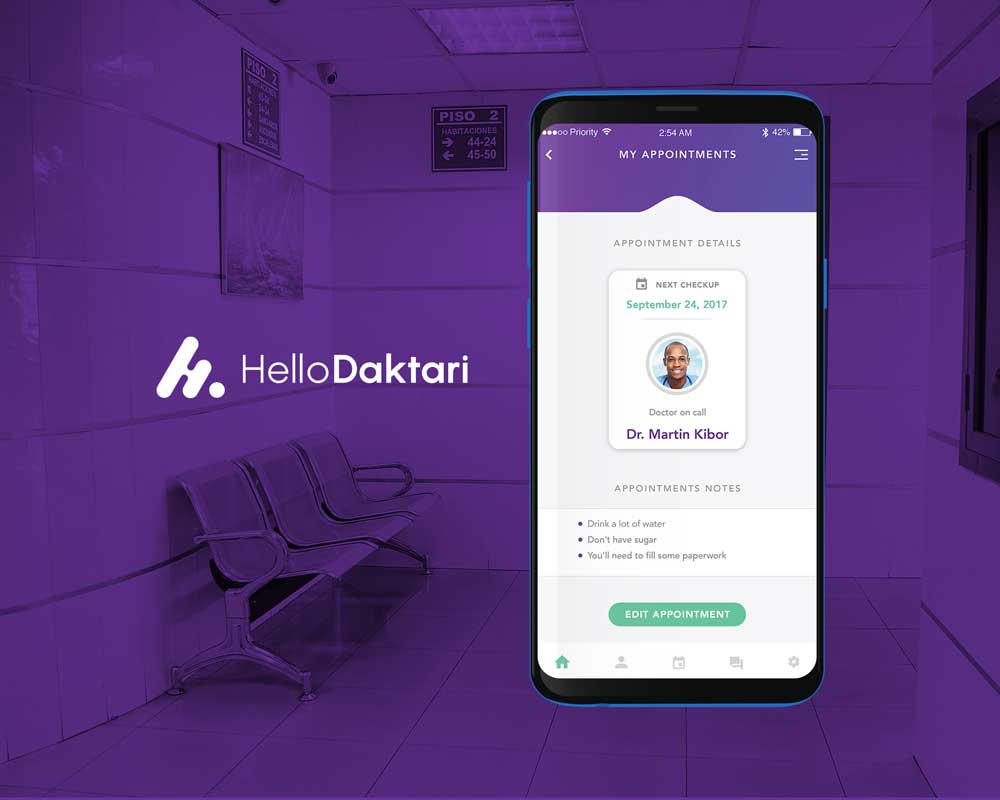 PISO 2
HABITACIONES
PISO 2
HABITACIONES
44-24
45-50
HelloDaktari
Priority
2:54 AM
42%
MY APPOINTMENTS
APPOINTMENT DETAILS
NEXT CHECKUP
September 24, 2017
Doctor on call
Dr. Martin Kibor
APPOINTMENTS NOTES
Drink a lot of water
Don't have sugar
You'll need to fill some paperwork
EDIT APPOINTMENT